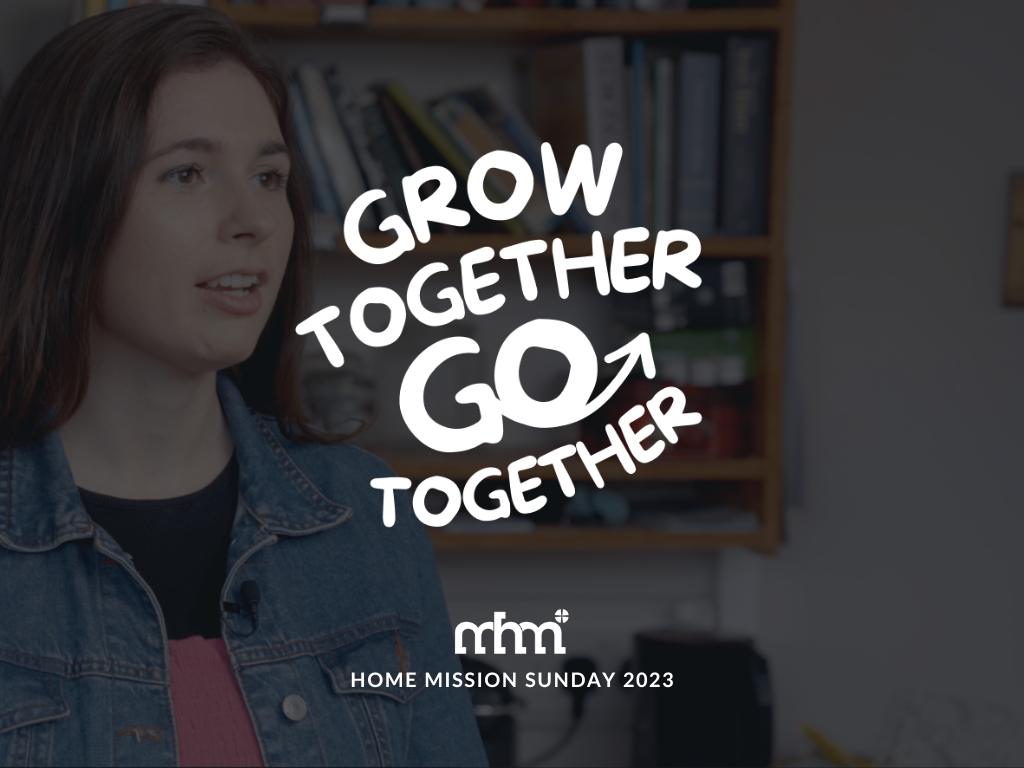 GROW
TOGETHER
GO
TOGETHER
mhm
HOME MISSION SUNDAY 2023